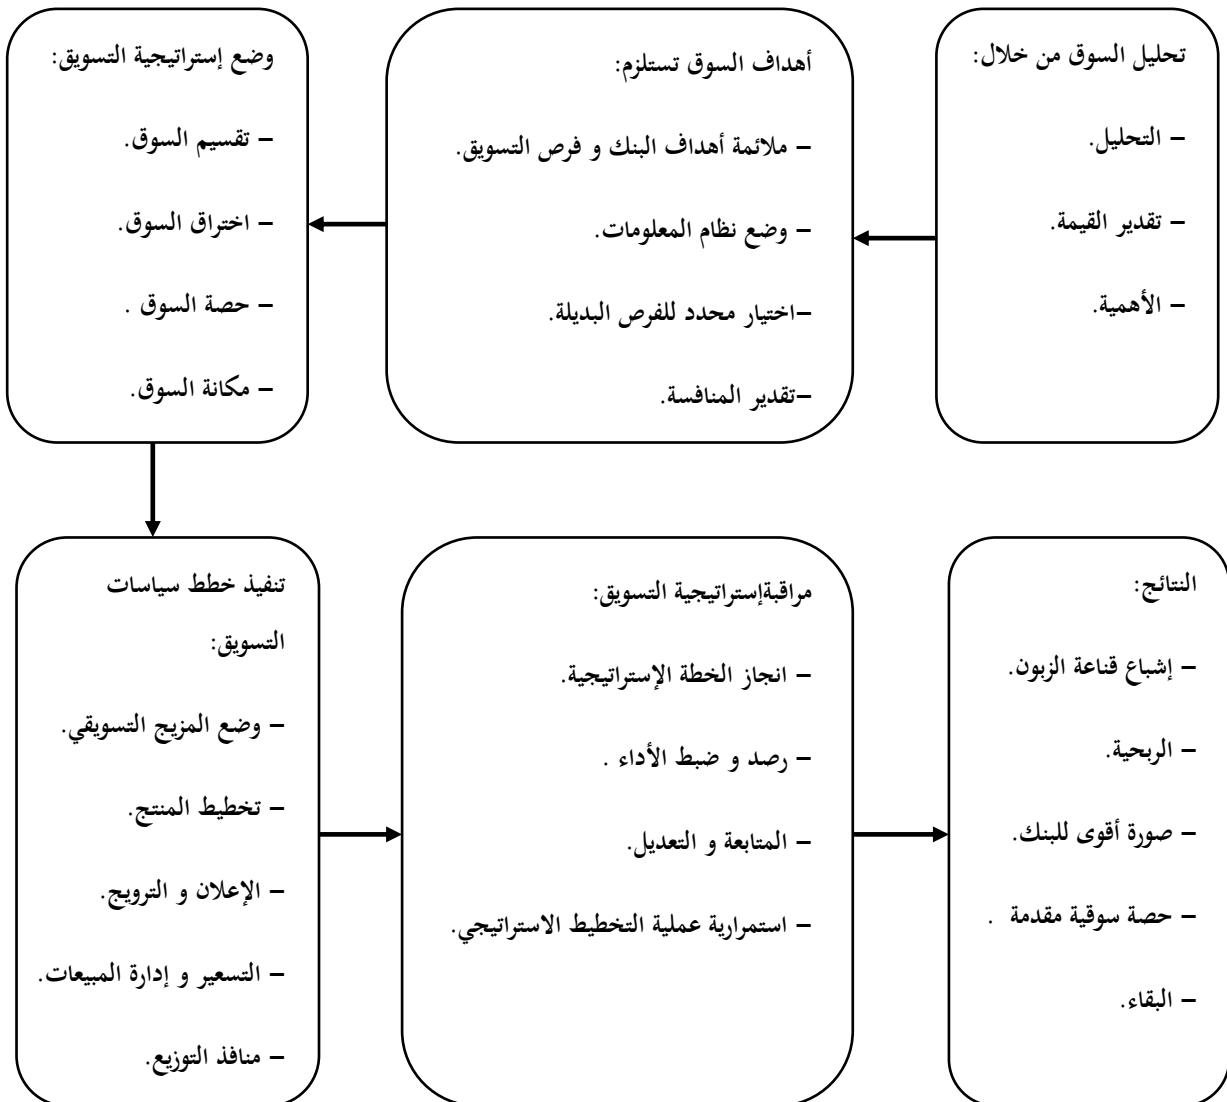 تحليل السوق من خلال:
– التحليل.
– تقدير القيمة.
– الأهمية.
أهداف السوق تستلزم:
– ملائمة أهداف البنك و فرص التسويق.
– وضع نظام المعلومات.
–اختيار محدد للفرص البديلة.
–تقدير المنافسة.
وضع إستراتيجية التسويق:
– تقسيم السوق.
– اختراق السوق.
– حصة السوق .
– مكانة السوق.
تنفيذ خطط سياسات
التسويق:
– وضع المزيج التسويقي.
– تخطيط المنتج.
– الإعلان و الترويج.
– التسعير و إدارة المبيعات.
– منافذ التوزيع.
مراقبةإستراتيجية التسويق:
– انجاز الخطة الإستراتيجية.
– رصد و ضبط الأداء .
– المتابعة و التعديل.
– استمرارية عملية التخطيط الاستراتيجي.
النتائج:
– إشباع قناعة الزبون.
– الربحية.
– صورة أقوى للبنك.
– حصة سوقية مقدمة .
– البقاء.